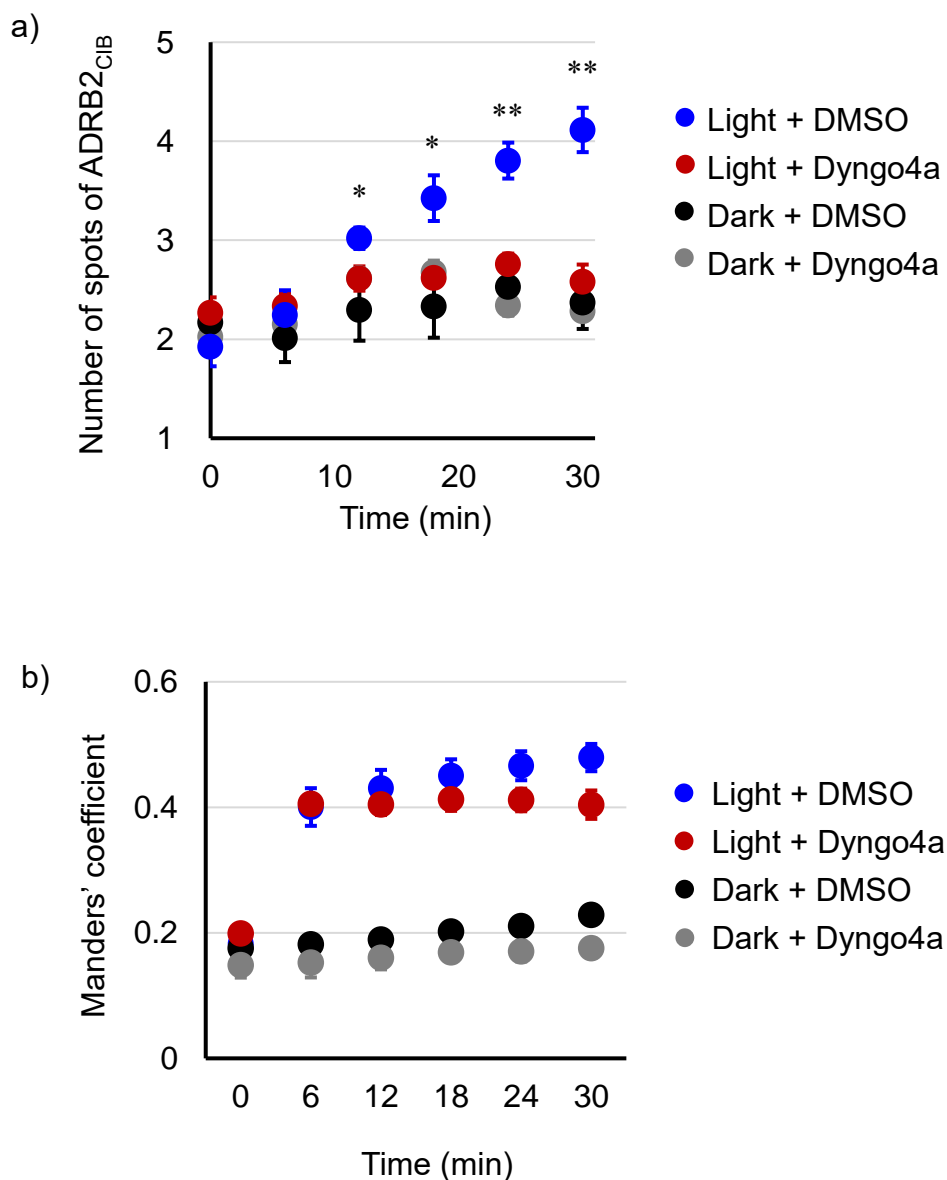 a)
Number of spots of ADRB2CIB
5
4
3
2
1
*
*
**
**
0
10
20
30
Time (min)
Light + DMSO
Light + Dyngo4a
Dark + DMSO
Dark + Dyngo4a
b)
Manders’ coefficient
0.6
0.4
0.2
0
0
6
12
18
24
30
Time (min)
Light + DMSO
Light + Dyngo4a
Dark + DMSO
Dark + Dyngo4a